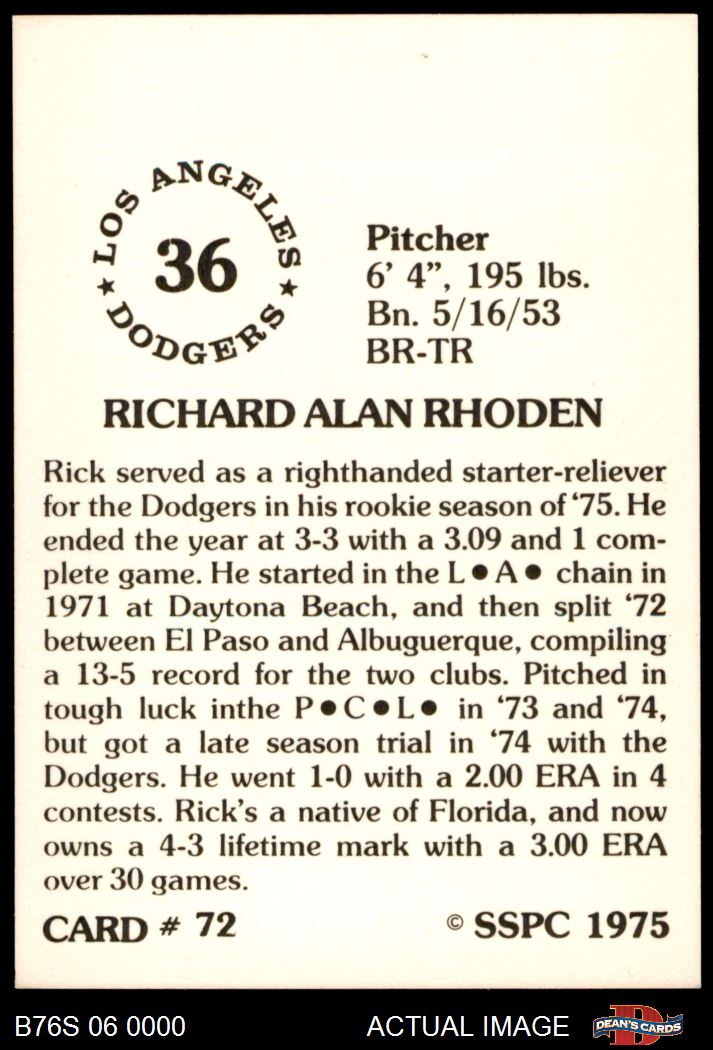 LOS ANGELES
★ 36 ★
DODGERS
Pitcher
6’ 4”, 195 lbs.
Bn. 5/16/53
BR-TR
RICHARD ALAN RHODEN
Rick served as a righthanded starter-reliever
for the Dodgers in his rookie season of ‘75. He
ended the year at 3-3 with a 3.09 and 1 com-
plete game. He started in the L●A● chain in
1971 at Daytona Beach, and then split ‘72
between El Paso and Albuguerque, compiling
a 13-5 record for the two clubs. Pitched in
tough luck inthe P●C●L● in ‘73 and ‘74,
but got a late season trial in ‘74 with the
Dodgers. He went 1-0 with a 2.00 ERA in 4
contests. Rick’s a native of Florida, and now
owns a 4-3 lifetime mark with a 3.00 ERA
over 30 games.
CARD # 72 © SSPC 1975
B76S 06 0000 ACTUAL IMAGE D DEAN'S CARDS